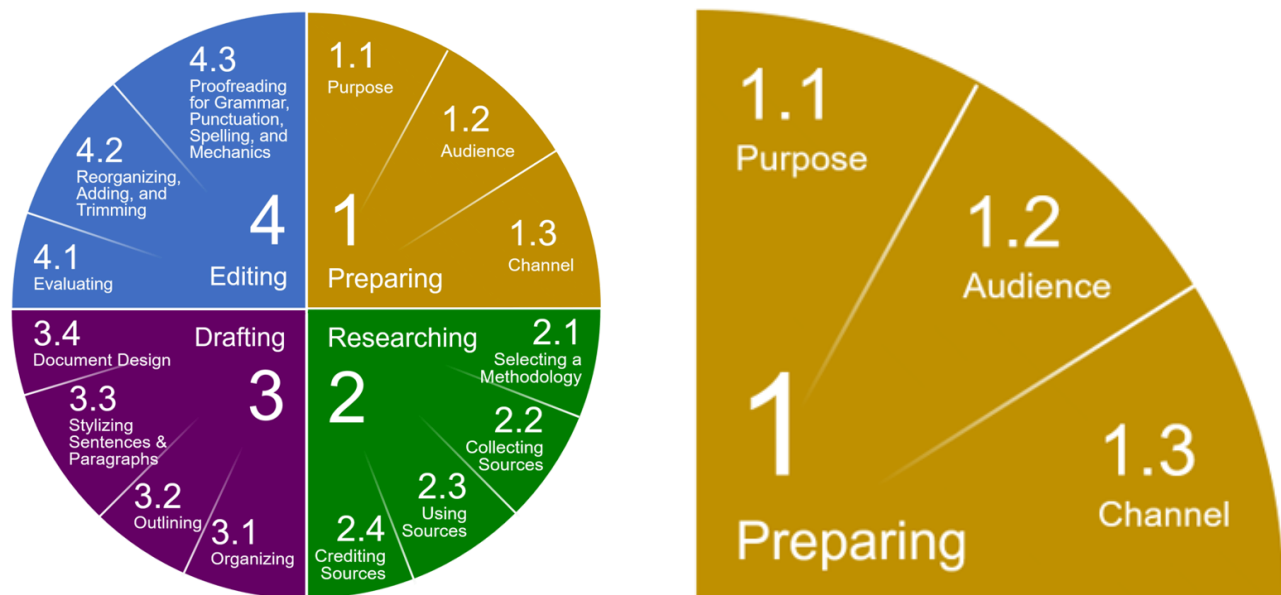 1.1
Purpose
1.2
Audience
1.3
Channel
1
Preparing
Researching
2
2.1
Selecting a
Methodology
2.2
Collecting
Sources
2.3
Using
Sources
2.4
Crediting
Sources
Drafting
3
3.1
Organizing
3.2
Outlining
3.3
Stylizing
Sentences &
Paragraphs
3.4
Document Design
4
Editing
4.1
Evaluating
4.2
Reorganizing,
Adding, and
Trimming
4.3
Proofreading
for Grammar,
Punctuation,
Spelling, and
Mechanics
1.1
Purpose
1.2
Audience
1.3
Channel
1
Preparing